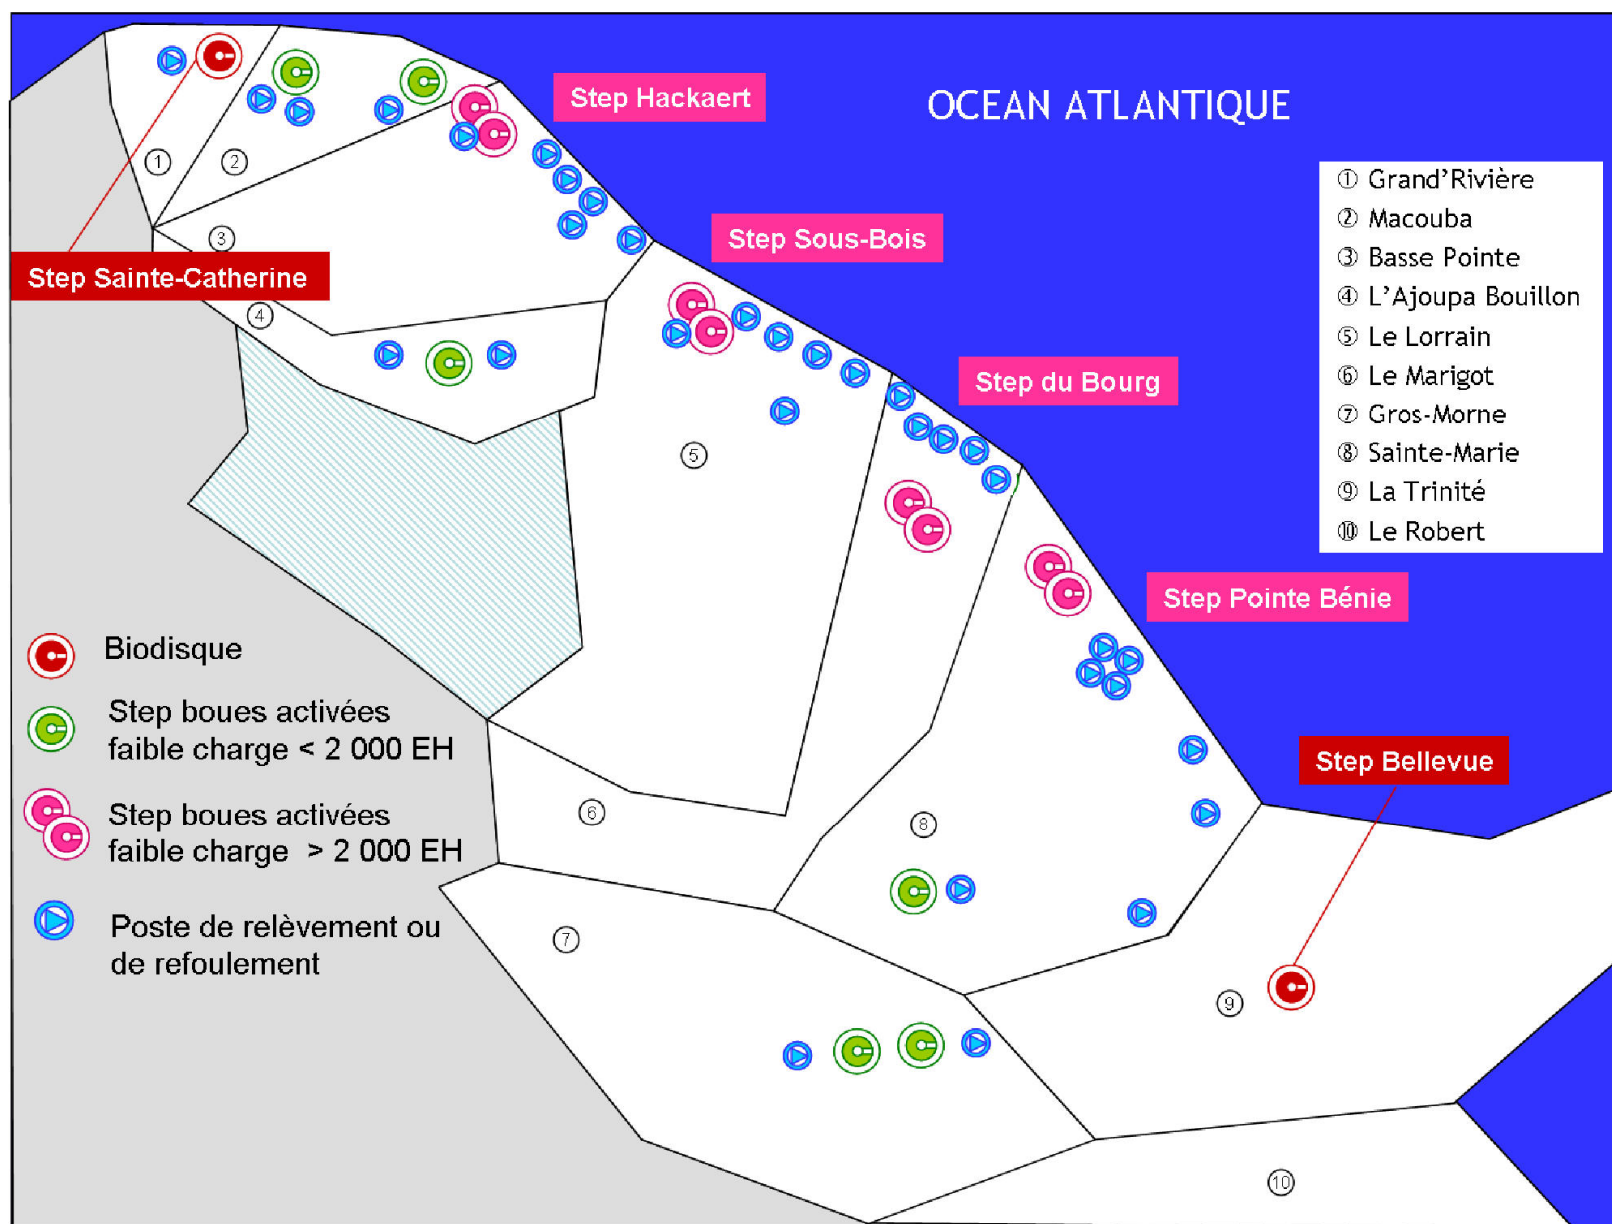 Step Hackaert
OCEAN ATLANTIQUE
① Grand'Rivière
② Macouba
③ Basse Pointe
④ L'Ajoupa Bouillon
⑤ Le Lorrain
⑥ Le Marigot
⑦ Gros-Morne
⑧ Sainte-Marie
⑨ La Trinité
⑩ Le Robert
①
②
③
Step Sous-Bois
Step Sainte-Catherine
④
Step du Bourg
⑤
Step Pointe Bénie
Biodisque
Step boues activées
faible charge < 2 000 EH
Step boues activées
faible charge > 2 000 EH
Poste de relèvement ou
de refoulement
Step Bellevue
⑥
⑧
⑦
⑨
⑩